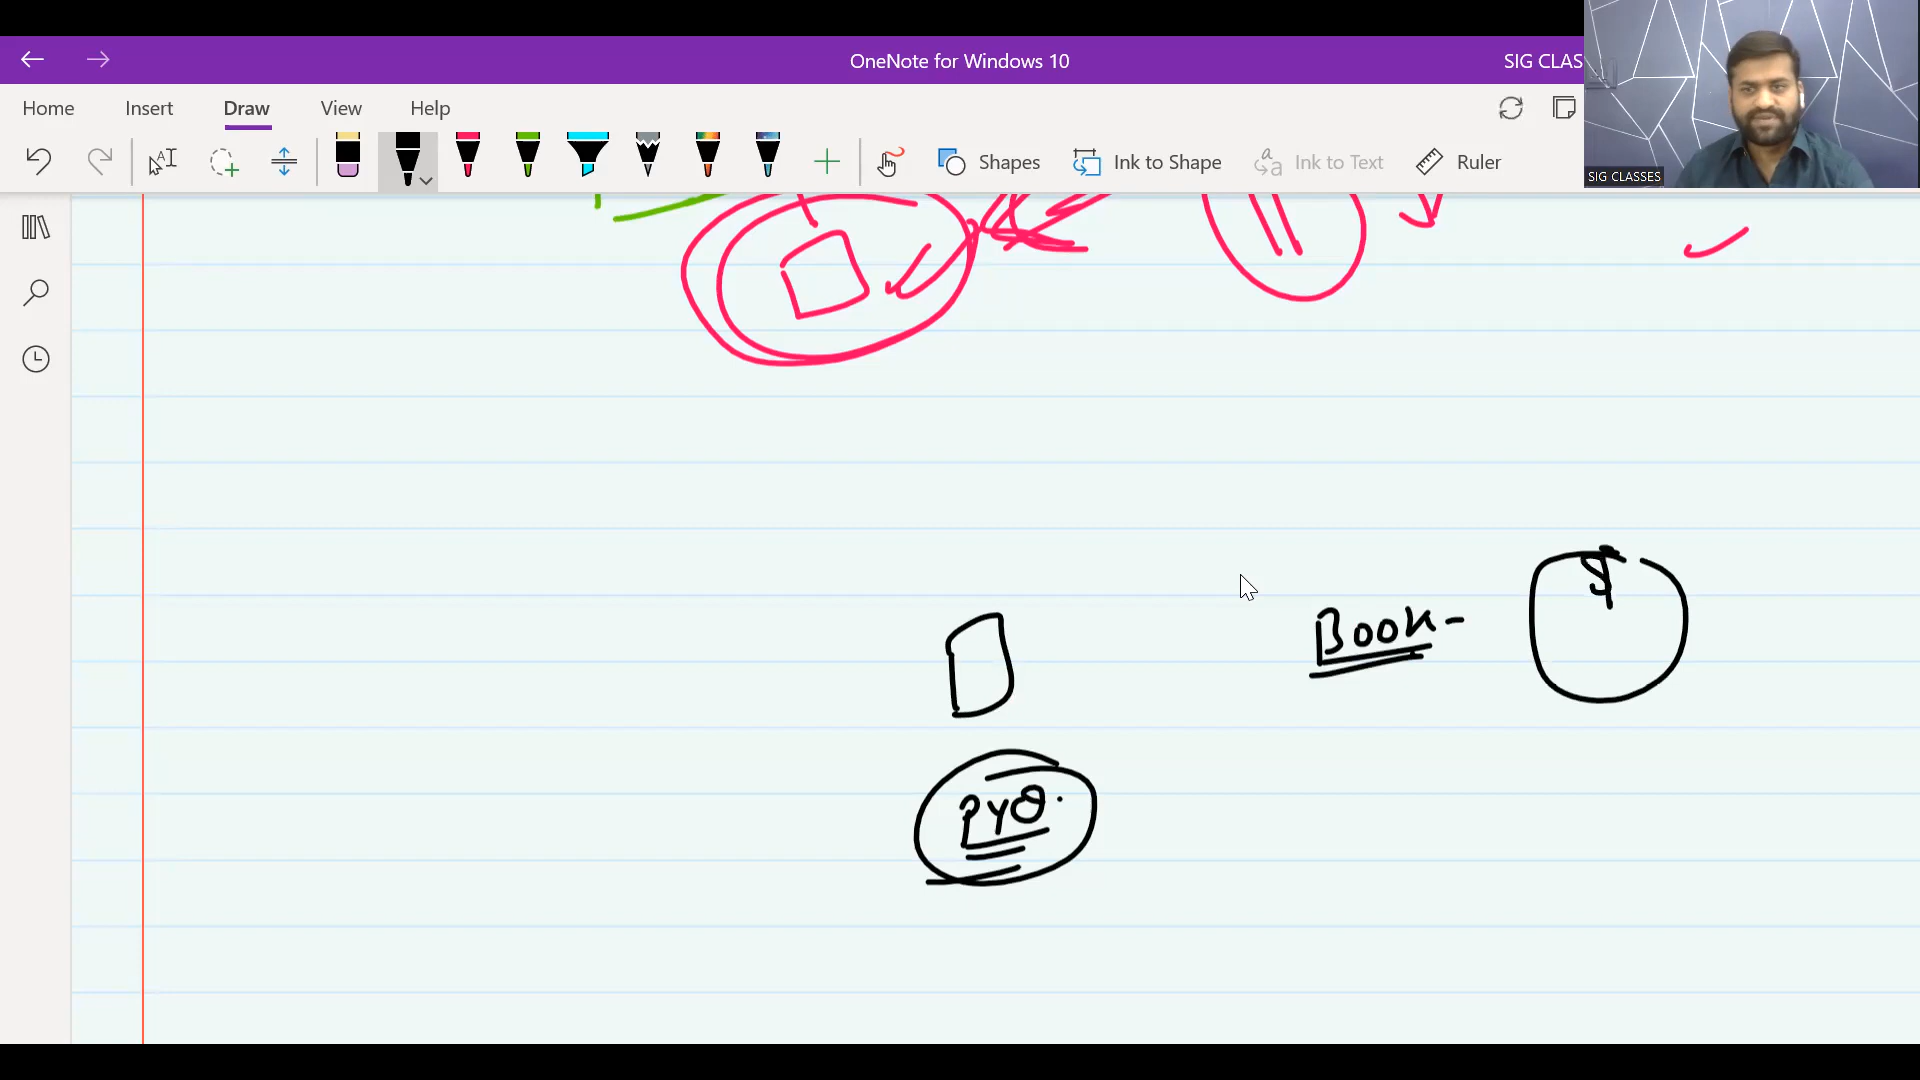 OneNote for Windows 10
SIG CLAS
Home Insert Draw View Help
Shapes Ink to Shape Ink to Text Ruler
SIG CLASSES
Book-
PYQ.